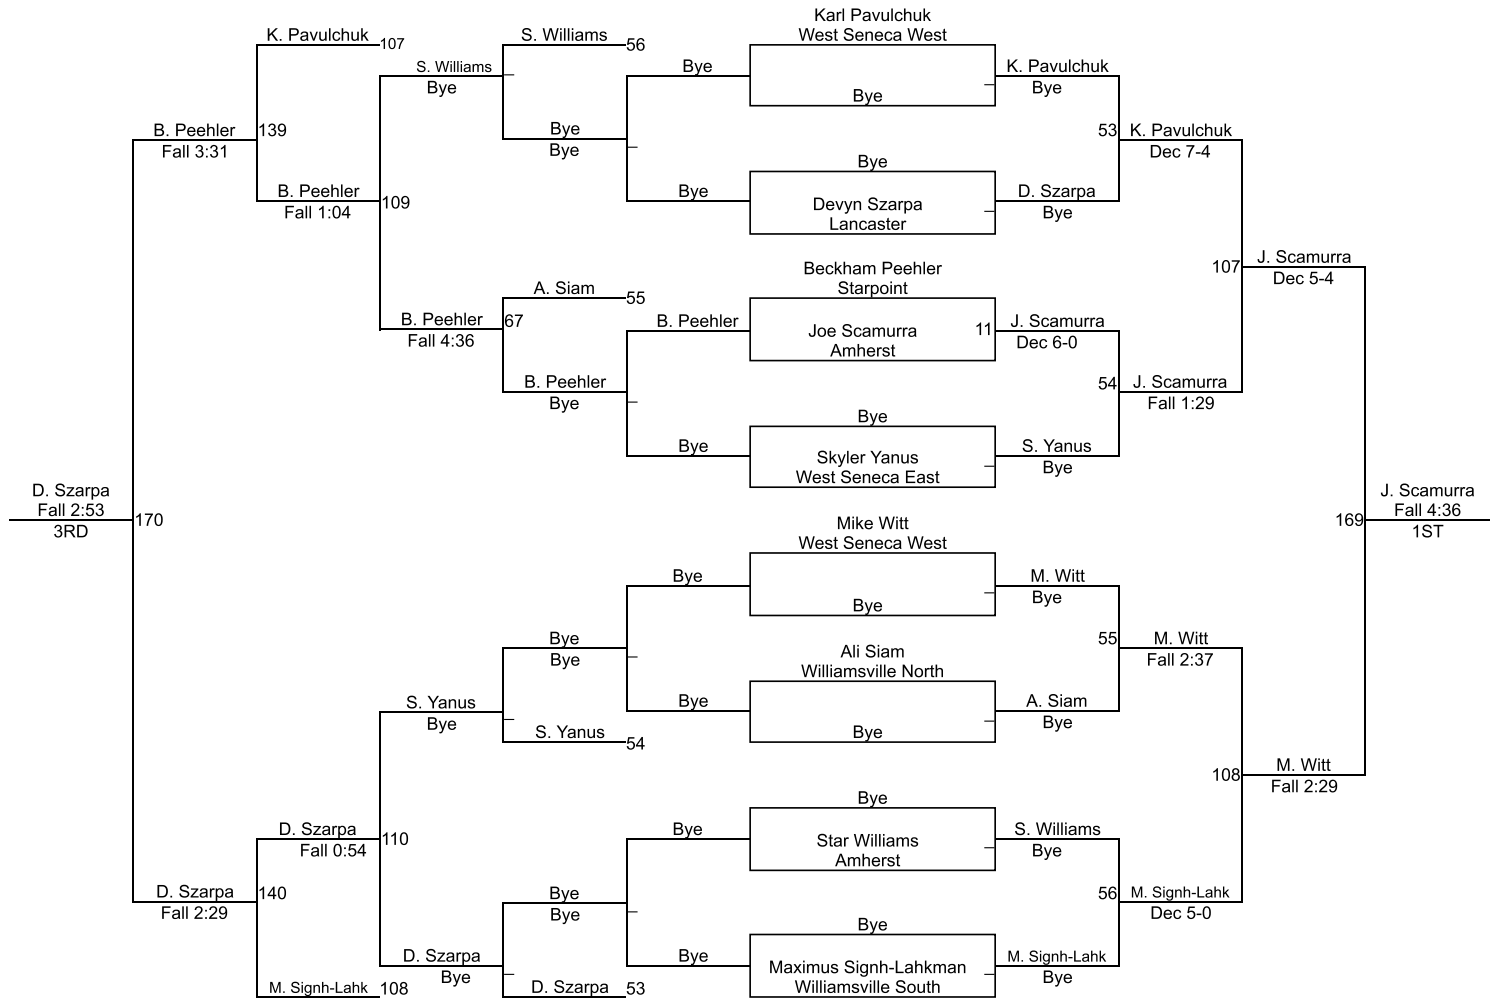 Karl Pavulchuk
West Seneca West
K. Pavulchuk
107
S. Williams
56
S. Williams
Bye
Bye
Bye
K. Pavulchuk
Bye
B. Peehler
Fall 3:31
139
Bye
Bye
53
K. Pavulchuk
Dec 7-4
Bye
B. Peehler
Fall 1:04
109
Bye
Devyn Szarpa
Lancaster
D. Szarpa
Bye
Beckham Peehler
Starpoint
107
J. Scamurra
Dec 5-4
A. Siam
55
B. Peehler
Fall 4:36
67
B. Peehler
Joe Scamurra
Amherst
11
J. Scamurra
Dec 6-0
B. Peehler
Bye
54
J. Scamurra
Fall 1:29
Bye
Bye
Skyler Yanus
West Seneca East
S. Yanus
Bye
D. Szarpa
Fall 2:53
3RD
170
169
J. Scamurra
Fall 4:36
1ST
Mike Witt
West Seneca West
Bye
Bye
M. Witt
Bye
Bye
Bye
55
M. Witt
Fall 2:37
Ali Siam
Williamsville North
S. Yanus
Bye
Bye
Bye
A. Siam
Bye
S. Yanus
54
108
M. Witt
Fall 2:29
Bye
D. Szarpa
Fall 0:54
110
Bye
Star Williams
Amherst
S. Williams
Bye
D. Szarpa
Fall 2:29
140
Bye
Bye
56
M. Signh-Lahk
Dec 5-0
Bye
D. Szarpa
Bye
Bye
Maximus Signh-Lahkman
Williamsville South
M. Signh-Lahk
Bye
M. Signh-Lahk
108
D. Szarpa
53